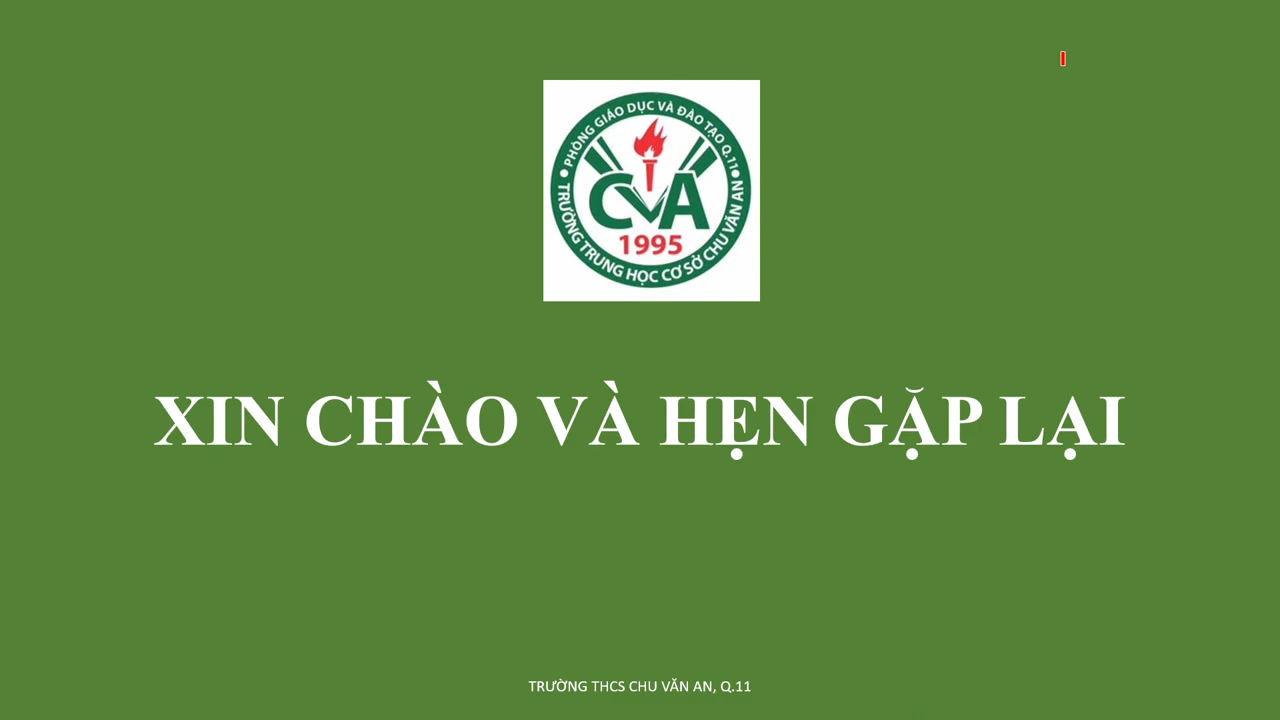 PHÒNG GIÁO DỤC VÀ ĐÀO TẠO Q.11
CVA
1995
TRƯỜNG TRUNG HỌC CƠ SỞ CHU VĂN AN
XIN CHÀO VÀ HẸN GẶP LẠI
TRƯỜNG THCS CHU VĂN AN, Q.11